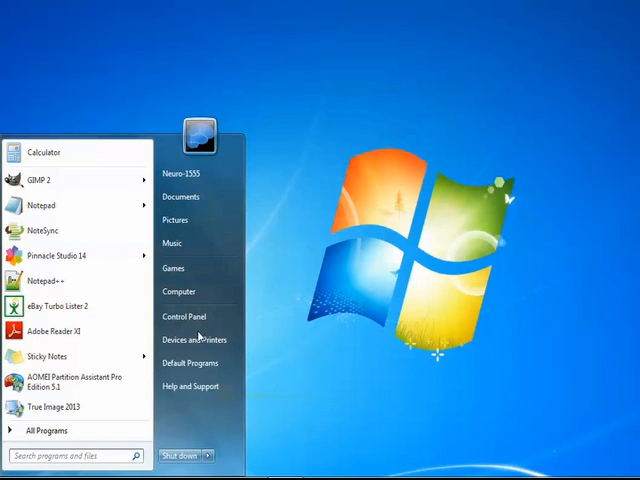 Calculator
GIMP 2
Notepad
NoteSync
Pinnacle Studio 14
Notepad++
eBay Turbo Lister 2
Adobe Reader XI
Sticky Notes
AOMEI Partition Assistant Pro
Edition 5.1
True Image 2013
All Programs
Search programs and files
Neuro-1555
Documents
Pictures
Music
Games
Computer
Control Panel
Devices and Printers
Default Programs
Help and Support
Shut down